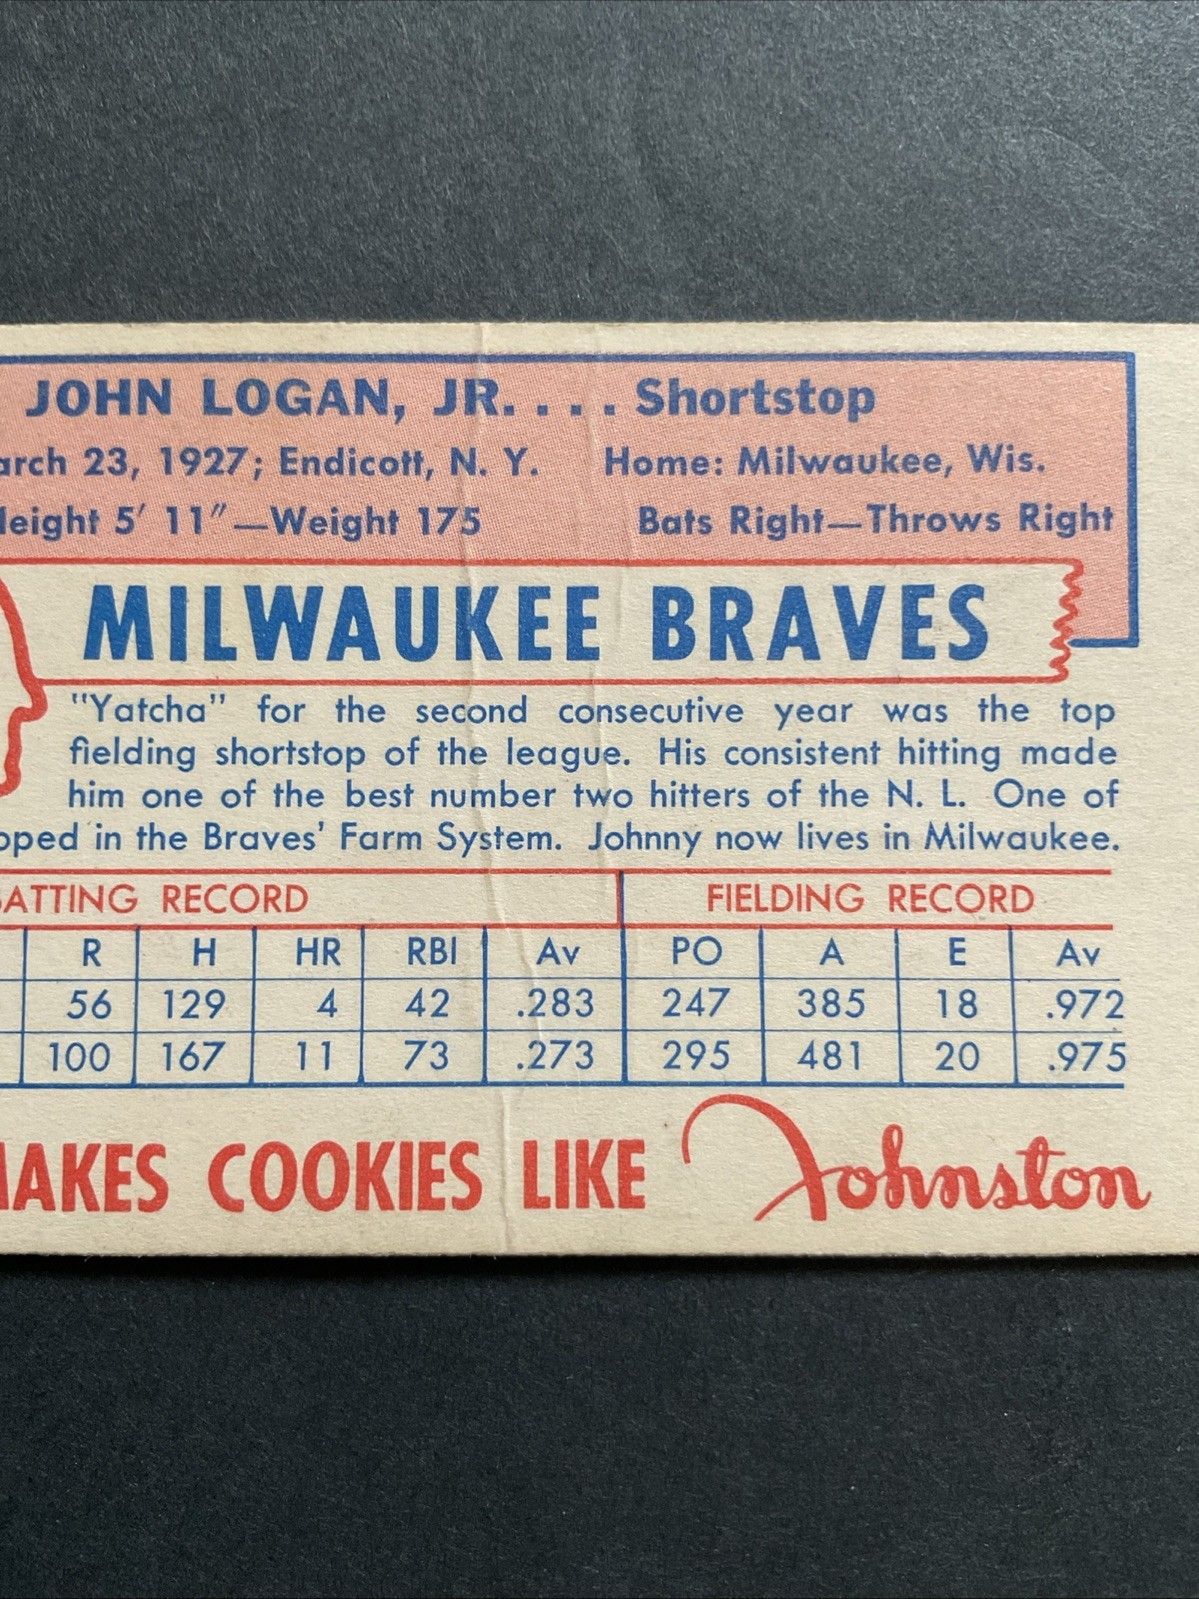 JOHN LOGAN, JR. . . . . Shortstop
arch 23, 1927; Endicott, N. Y. Home: Milwaukee, Wis.
eight 5' 11"—Weight 175 Bats Right—Throws Right
MILWAUKEE BRAVES
"Yatcha" for the second consecutive year was the top
fielding shortstop of the league. His consistent hitting made
him one of the best number two hitters of the N. L. One of
pped in the Braves' Farm System. Johnny now lives in Milwaukee.
BATTING RECORD FIELDING RECORD
R H HR RBI Av PO A E Av
56 129 4 42 .283 247 385 18 .972
100 167 11 73 .273 295 481 20 .975
MAKES COOKIES LIKE Johnston